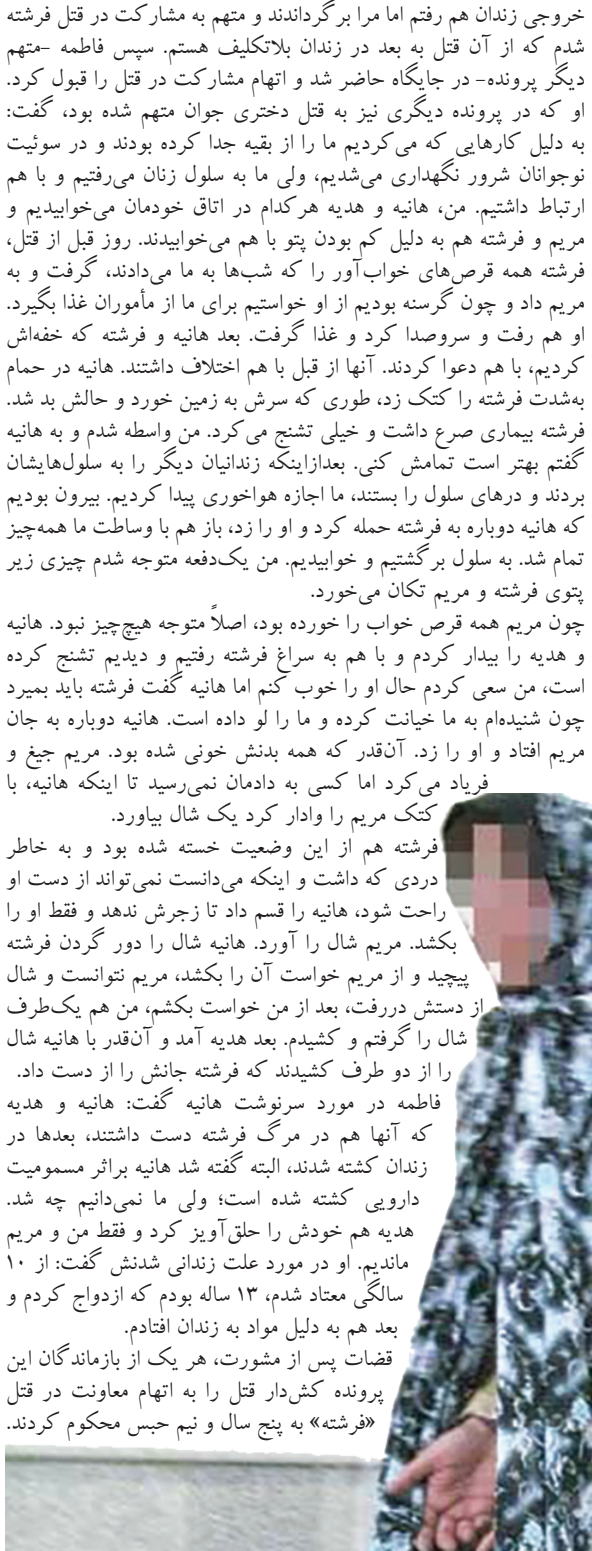 خروجی زندان هم رفتم اما مرا برگرداندند و متهم به مشارکت در قتل فرشته
شدم که از آن قتل به بعد در زندان بلاتکلیف هستم. سپس فاطمه -متهم
دیگر پرونده- در جایگاه حاضر شد و اتهام مشارکت در قتل را قبول کرد.
او که در پرونده دیگری نیز به قتل دختری جوان متهم شده بود، گفت:
به دلیل کارهایی که می‌کردیم ما را از بقیه جدا کرده بودند و در سوئیت
نوجوانان شرور نگهداری می‌شدیم، ولی ما به سلول زنان می‌رفتیم و با هم
ارتباط داشتیم. من، هانیه و هدیه هرکدام در اتاق خودمان می‌خوابیدیم و
مریم و فرشته هم به دلیل کم بودن پتو با هم می‌خوابیدند. روز قبل از قتل،
فرشته همه قرص‌های خواب‌آور را که شب‌ها به ما می‌دادند، گرفت و به
مریم داد و چون گرسنه بودیم از او خواستیم برای ما از مأموران غذا بگیرد.
او هم رفت و سروصدا کرد و غذا گرفت. بعد هانیه و فرشته که خفه‌اش
کردیم، با هم دعوا کردند. آنها از قبل با هم اختلاف داشتند. هانیه در حمام
به‌شدت فرشته را کتک زد، طوری که سرش به زمین خورد و حالش بد شد.
فرشته بیماری صرع داشت و خیلی تشنج می‌کرد. من واسطه شدم و به هانیه
گفتم بهتر است تمامش کنی. بعدازاینکه زندانیان دیگر را به سلول‌هایشان
بردند و درهای سلول را بستند، ما اجازه هواخوری پیدا کردیم. بیرون بودیم
که هانیه دوباره به فرشته حمله کرد و او را زد، باز هم با وساطت ما همه‌چیز
تمام شد. به سلول برگشتیم و خوابیدیم. من یک‌دفعه متوجه شدم چیزی زیر
پتوی فرشته و مریم تکان می‌خورد.
چون مریم همه قرص خواب را خورده بود، اصلاً متوجه هیچ‌چیز نبود. هانیه
و هدیه را بیدار کردم و با هم به سراغ فرشته رفتیم و دیدیم تشنج کرده
است، من سعی کردم حال او را خوب کنم اما هانیه گفت فرشته باید بمیرد
چون شنیده‌ام به ما خیانت کرده و ما را لو داده است. هانیه دوباره به جان
مریم افتاد و او را زد. آن‌قدر که همه بدنش خونی شده بود. مریم جیغ و
فریاد می‌کرد اما کسی به دادمان نمی‌رسید تا اینکه هانیه، با
کتک مریم را وادار کرد یک شال بیاورد.
فرشته هم از این وضعیت خسته شده بود و به خاطر
دردی که داشت و اینکه می‌دانست نمی‌تواند از دست او
راحت شود، هانیه را قسم داد تا زجرش ندهد و فقط او را
بکشد. مریم شال را آورد. هانیه شال را دور گردن فرشته
پیچید و از مریم خواست آن را بکشد، مریم نتوانست و شال
از دستش دررفت، بعد از من خواست بکشم، من هم یک‌طرف
شال را گرفتم و کشیدم. بعد هدیه آمد و آن‌قدر با هانیه شال
را از دو طرف کشیدند که فرشته جانش را از دست داد.
فاطمه در مورد سرنوشت هانیه گفت: هانیه و هدیه
که آنها هم در مرگ فرشته دست داشتند، بعدها در
زندان کشته شدند، البته گفته شد هانیه براثر مسمومیت
دارویی کشته شده است؛ ولی ما نمی‌دانیم چه شد.
هدیه هم خودش را حلق‌آویز کرد و فقط من و مریم
ماندیم. او در مورد علت زندانی شدنش گفت: از ۱۰
سالگی معتاد شدم، ۱۳ ساله بودم که ازدواج کردم و
بعد هم به دلیل مواد به زندان افتادم.
قضات پس از مشورت، هر یک از بازماندگان این
پرونده کش‌دار قتل را به اتهام معاونت در قتل
«فرشته» به پنج سال و نیم حبس محکوم کردند.